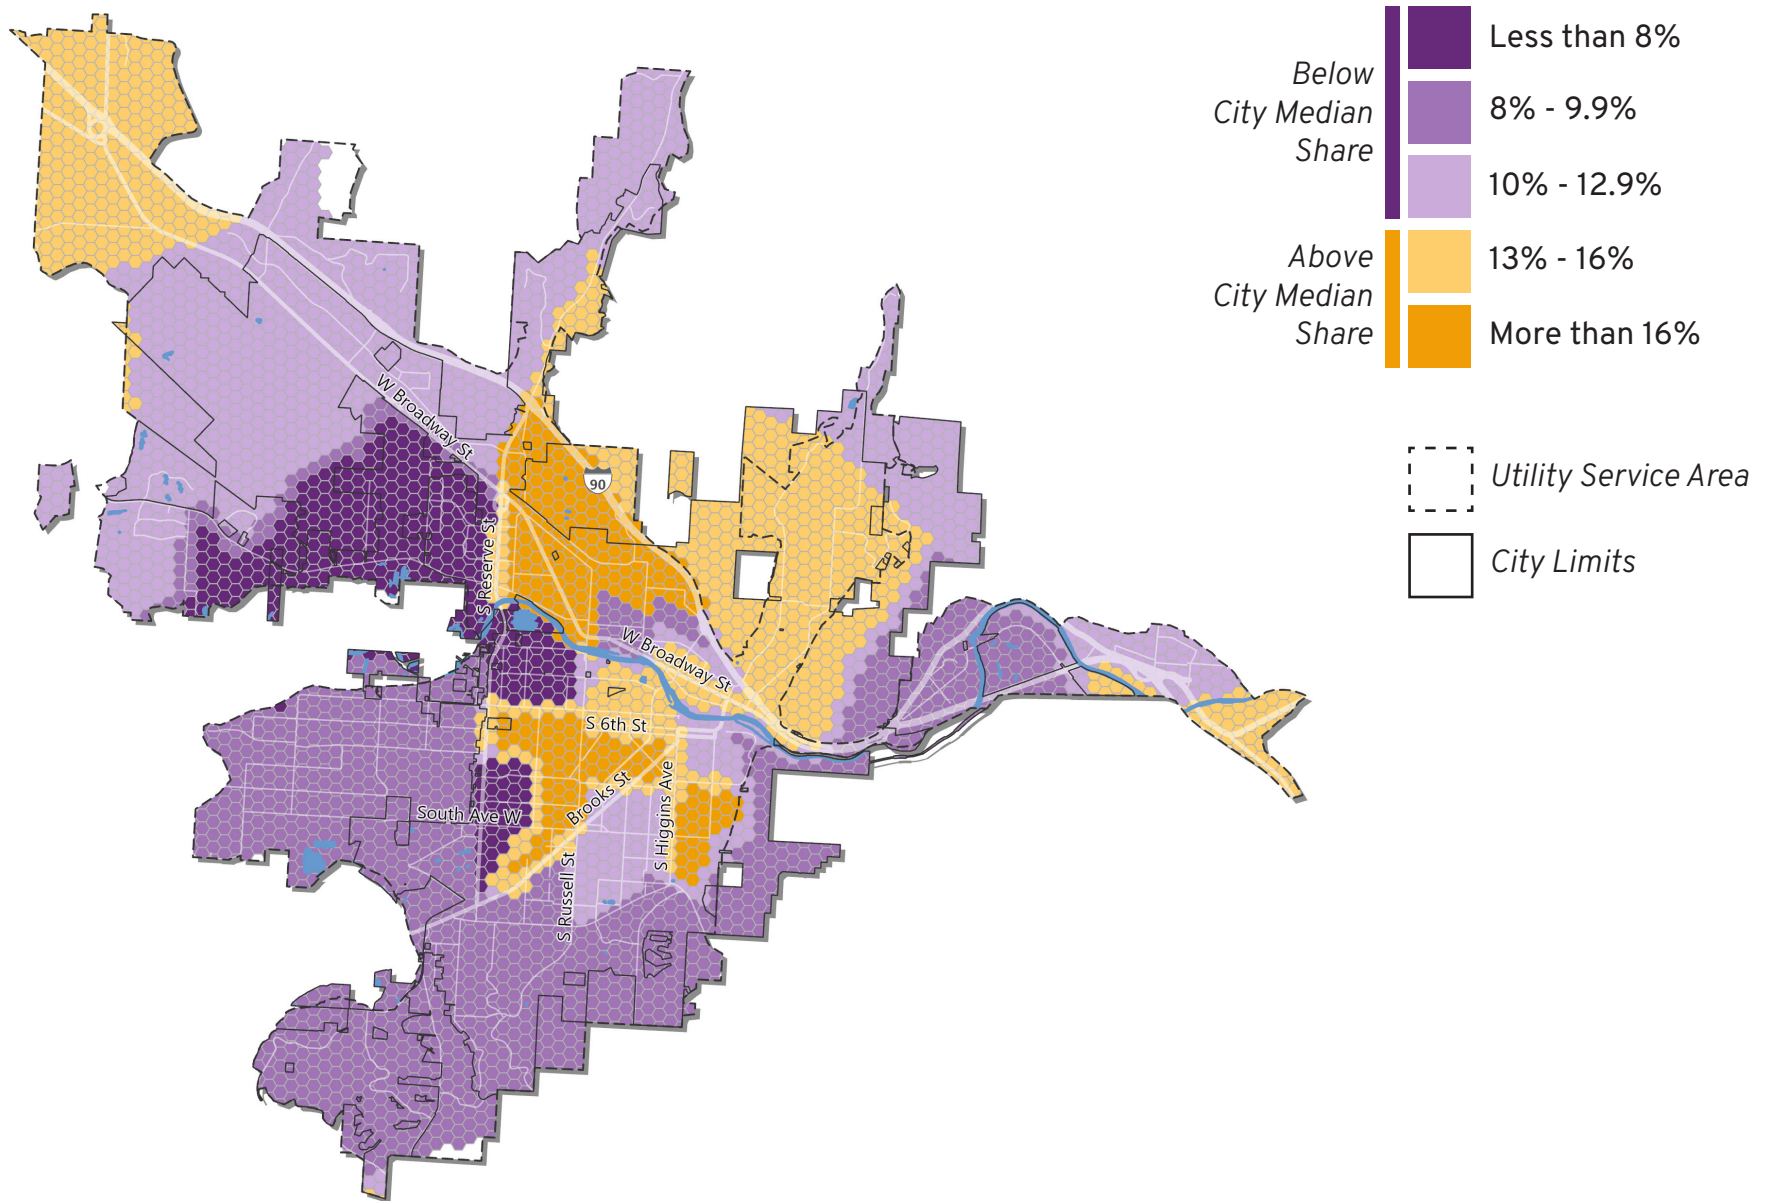 Below
City Median
Share
Less than 8%
8% - 9.9%
10% - 12.9%
Above
City Median
Share
13% - 16%
More than 16%
Utility Service Area
City Limits
W Broadway St
90
S Reserve St
W Broadway St
S 6th St
Brooks St
South Ave W
S Higgins Ave
S Russell St